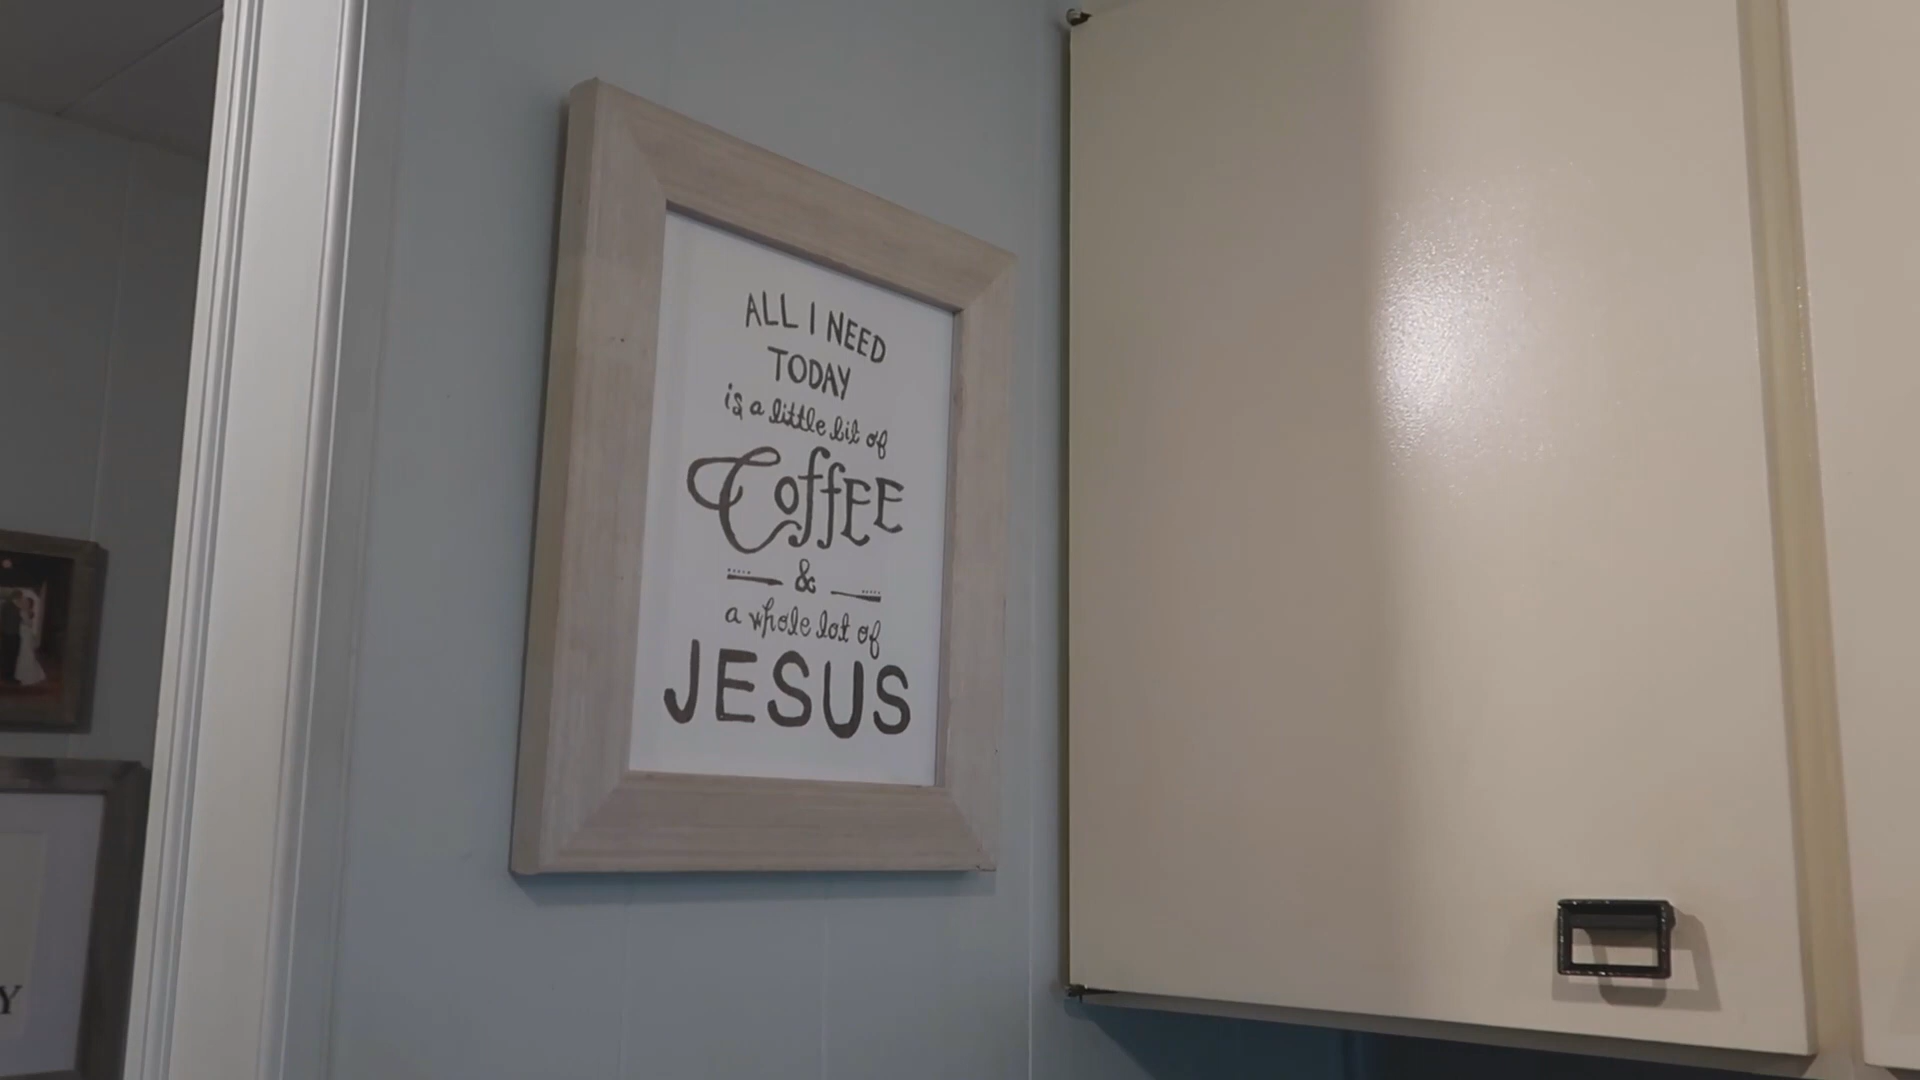 ALL I NEED
TODAY
is a little bit of
CoffEE
&
a whole lot of
JESUS
Y